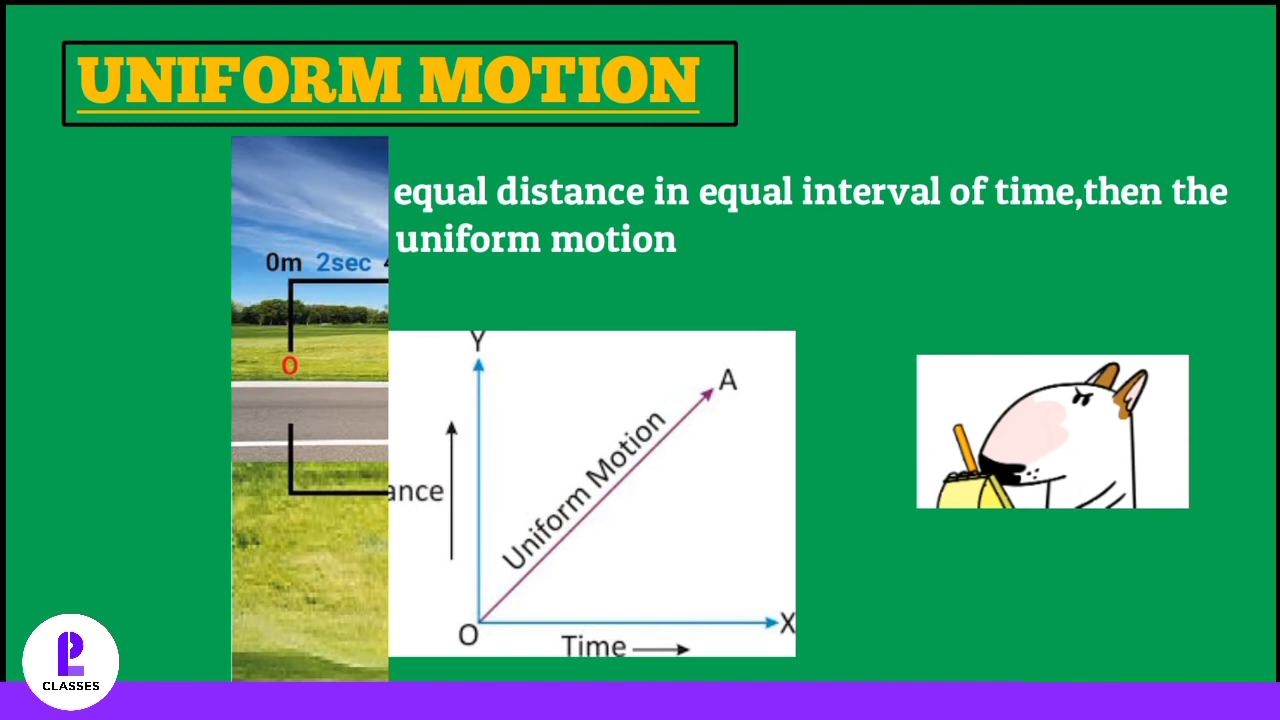 UNIFORM MOTION
equal distance in equal interval of time,then the
uniform motion
0m 2sec
0
Y
A
Uniform Motion
ance
O
X
Time
CLASSES